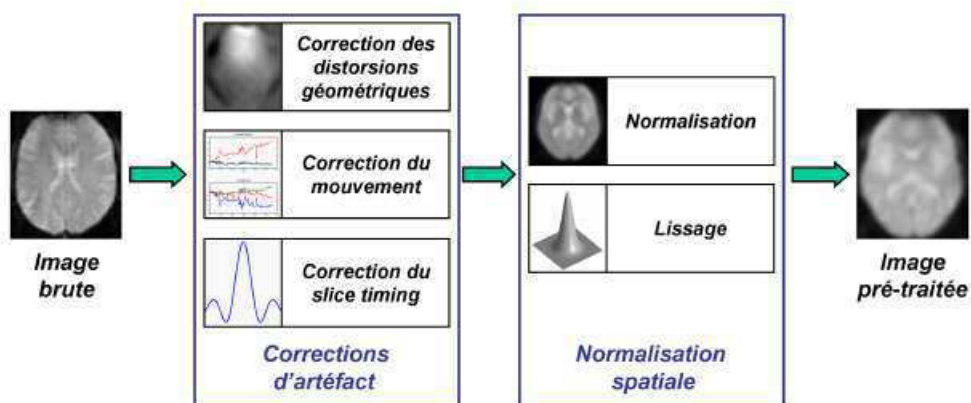 Image
brute
Correction des
distorsions
géométriques
Correction du
mouvement
Correction du
slice timing
Corrections
d'artéfact
Normalisation
Lissage
Normalisation
spatiale
Image
pré-traitée